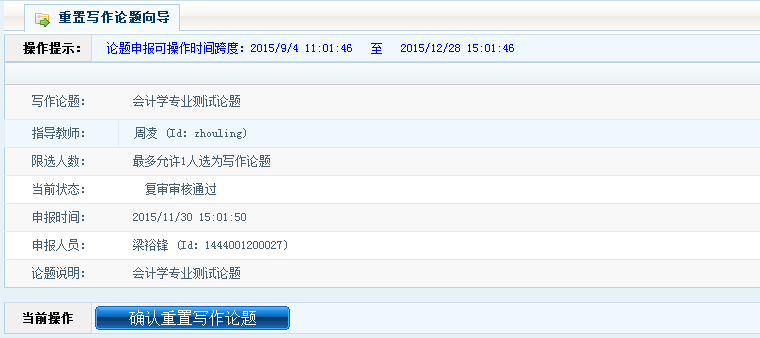 重置写作论题向导
操作提示： 论题申报可操作时间跨度：2015/9/4 11:01:46 至 2015/12/28 15:01:46
写作论题： 会计学专业测试论题
指导教师： 周凌 (Id: zhouling)
限选人数： 最多允许1人选为写作论题
当前状态： 复审审核通过
申报时间： 2015/11/30 15:01:50
申报人员： 梁裕锋 (Id: 1444001200027)
论题说明： 会计学专业测试论题
当前操作 确认重置写作论题